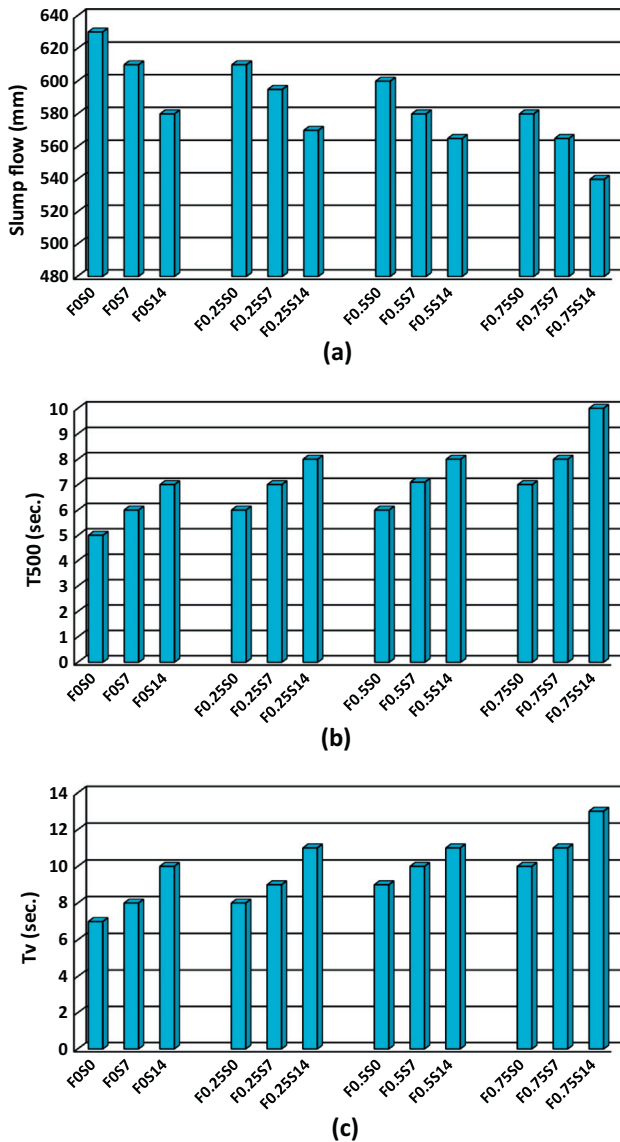 640
620
600
580
560
540
520
500
480
Slump flow (mm)
F0S0
F0S7
F0S14
F0.25S0
F0.25S7
F0.25S14
F0.5S0
F0.5S7
F0.5S14
F0.75S0
F0.75S7
F0.75S14
(a)
10
9
8
7
6
5
4
3
2
1
0
T500 (sec.)
F0S0
F0S7
F0S14
F0.25S0
F0.25S7
F0.25S14
F0.5S0
F0.5S7
F0.5S14
F0.75S0
F0.75S7
F0.75S14
(b)
14
12
10
8
6
4
2
0
Tv (sec.)
F0S0
F0S7
F0S14
F0.25S0
F0.25S7
F0.25S14
F0.5S0
F0.5S7
F0.5S14
F0.75S0
F0.75S7
F0.75S14
(c)